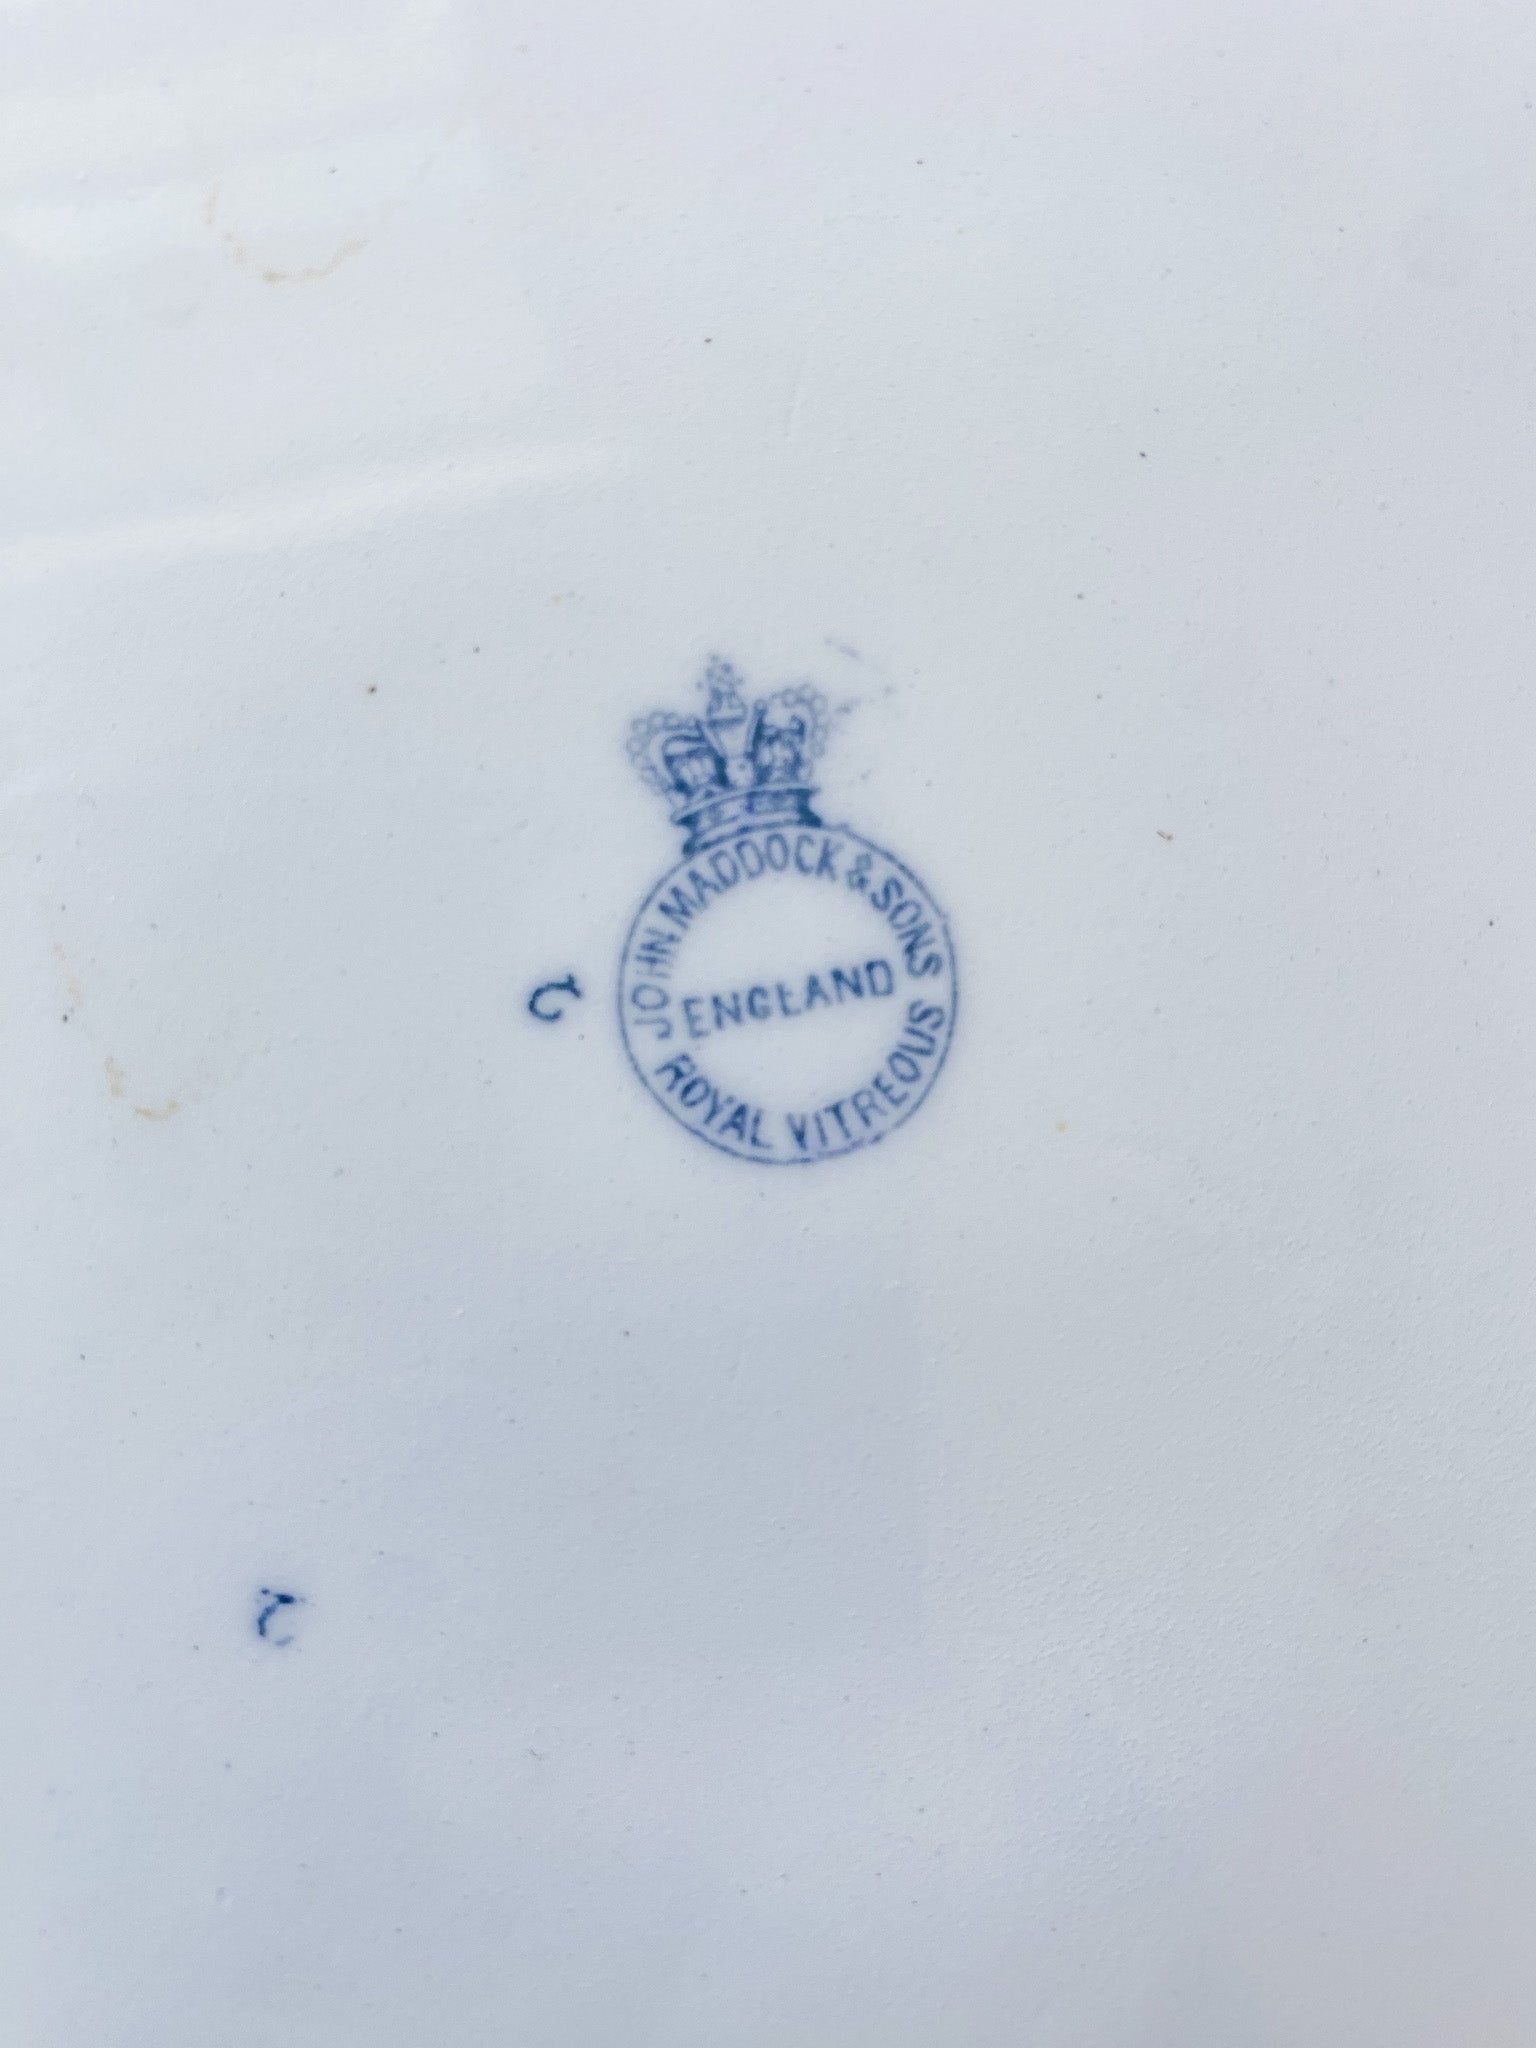 JOHN MADDOCK & SONS
ENGLAND
ROYAL VITREOUS